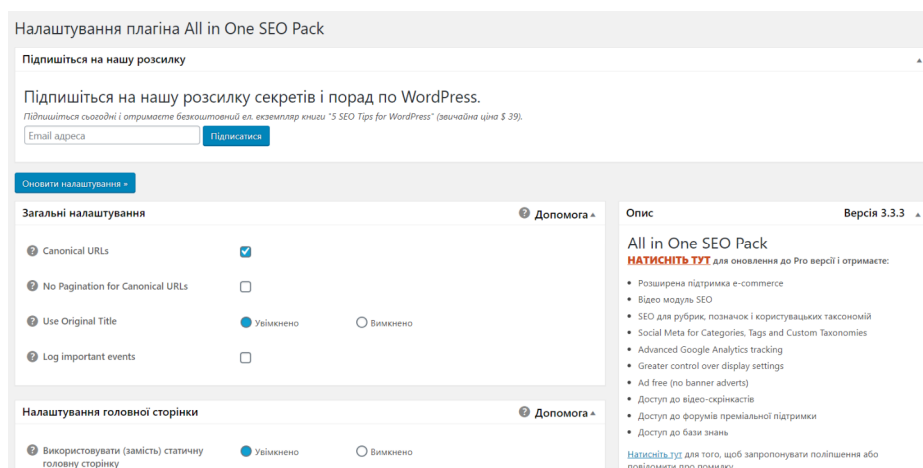 Налаштування плагіна All in One SEO Pack
Підпишіться на нашу розсилку
Підпишіться на нашу розсилку секретів і порад по WordPress.
Підпишіться сьогодні і отримаєте безкоштовний ел. екземпляр книги "5 SEO Tips for WordPress" (звичайна ціна $ 39).
Email адреса
Підписатися
Оновити налаштування »
Загальні налаштування
Допомога
Canonical URLs
No Pagination for Canonical URLs
Use Original Title
Увімкнено
Вимкнено
Log important events
Налаштування головної сторінки
Допомога
Використовувати (замість) статичну
головну сторінку
Увімкнено
Вимкнено
Опис
Версія 3.3.3
All in One SEO Pack
НАТИСНІТЬ ТУТ для оновлення до Pro версії і отримаєте:
Розширена підтримка e-commerce
Відео модуль SEO
SEO для рубрик, позначок і користувацьких таксономій
Social Meta for Categories, Tags and Custom Taxonomies
Advanced Google Analytics tracking
Greater control over display settings
Ad free (no banner adverts)
Доступ до відео-скрінкастів
Доступ до форумів преміальної підтримки
Доступ до бази знань
Натисніть тут для того, щоб запропонувати поліпшення або
повідомити про помилку